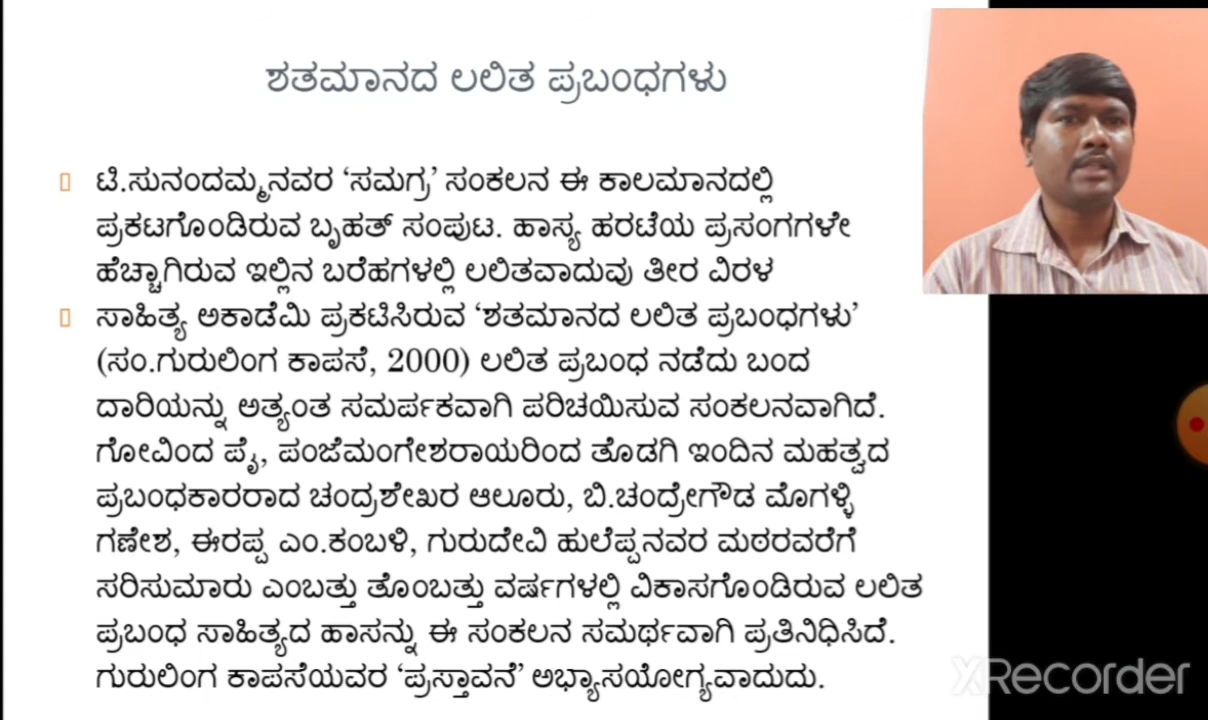 ಶತಮಾನದ ಲಲಿತ ಪ್ರಬಂಧಗಳು
ಟಿ.ಸುನಂದಮ್ಮನವರ ‘ಸಮಗ್ರ’ ಸಂಕಲನ ಈ ಕಾಲಮಾನದಲ್ಲಿ
ಪ್ರಕಟಗೊಂಡಿರುವ ಬೃಹತ್ ಸಂಪುಟ. ಹಾಸ್ಯ ಹರಟೆಯ ಪ್ರಸಂಗಗಳೇ
ಹೆಚ್ಚಾಗಿರುವ ಇಲ್ಲಿನ ಬರೆಹಗಳಲ್ಲಿ ಲಲಿತವಾದುವು ತೀರ ವಿರಳ
ಸಾಹಿತ್ಯ ಅಕಾಡೆಮಿ ಪ್ರಕಟಿಸಿರುವ ‘ಶತಮಾನದ ಲಲಿತ ಪ್ರಬಂಧಗಳು’
(ಸಂ.ಗುರುಲಿಂಗ ಕಾಪಸೆ, 2000) ಲಲಿತ ಪ್ರಬಂಧ ನಡೆದು ಬಂದ
ದಾರಿಯನ್ನು ಅತ್ಯಂತ ಸಮರ್ಪಕವಾಗಿ ಪರಿಚಯಿಸುವ ಸಂಕಲನವಾಗಿದೆ.
ಗೋವಿಂದ ಪೈ, ಪಂಜೆಮಂಗೇಶರಾಯರಿಂದ ತೊಡಗಿ ಇಂದಿನ ಮಹತ್ವದ
ಪ್ರಬಂಧಕಾರರಾದ ಚಂದ್ರಶೇಖರ ಆಲೂರು, ಬಿ.ಚಂದ್ರೇಗೌಡ ಮೊಗಳ್ಳಿ
ಗಣೇಶ, ಈರಪ್ಪ ಎಂ.ಕಂಬಳಿ, ಗುರುದೇವಿ ಹುಲೆಪ್ಪನವರ ಮಠರವರೆಗೆ
ಸರಿಸುಮಾರು ಎಂಬತ್ತು ತೊಂಬತ್ತು ವರ್ಷಗಳಲ್ಲಿ ವಿಕಾಸಗೊಂಡಿರುವ ಲಲಿತ
ಪ್ರಬಂಧ ಸಾಹಿತ್ಯದ ಹಾಸನ್ನು ಈ ಸಂಕಲನ ಸಮರ್ಥವಾಗಿ ಪ್ರತಿನಿಧಿಸಿದೆ.
ಗುರುಲಿಂಗ ಕಾಪಸೆಯವರ ‘ಪ್ರಸ್ತಾವನೆ’ ಅಭ್ಯಾಸಯೋಗ್ಯವಾದುದು.
XRecorder